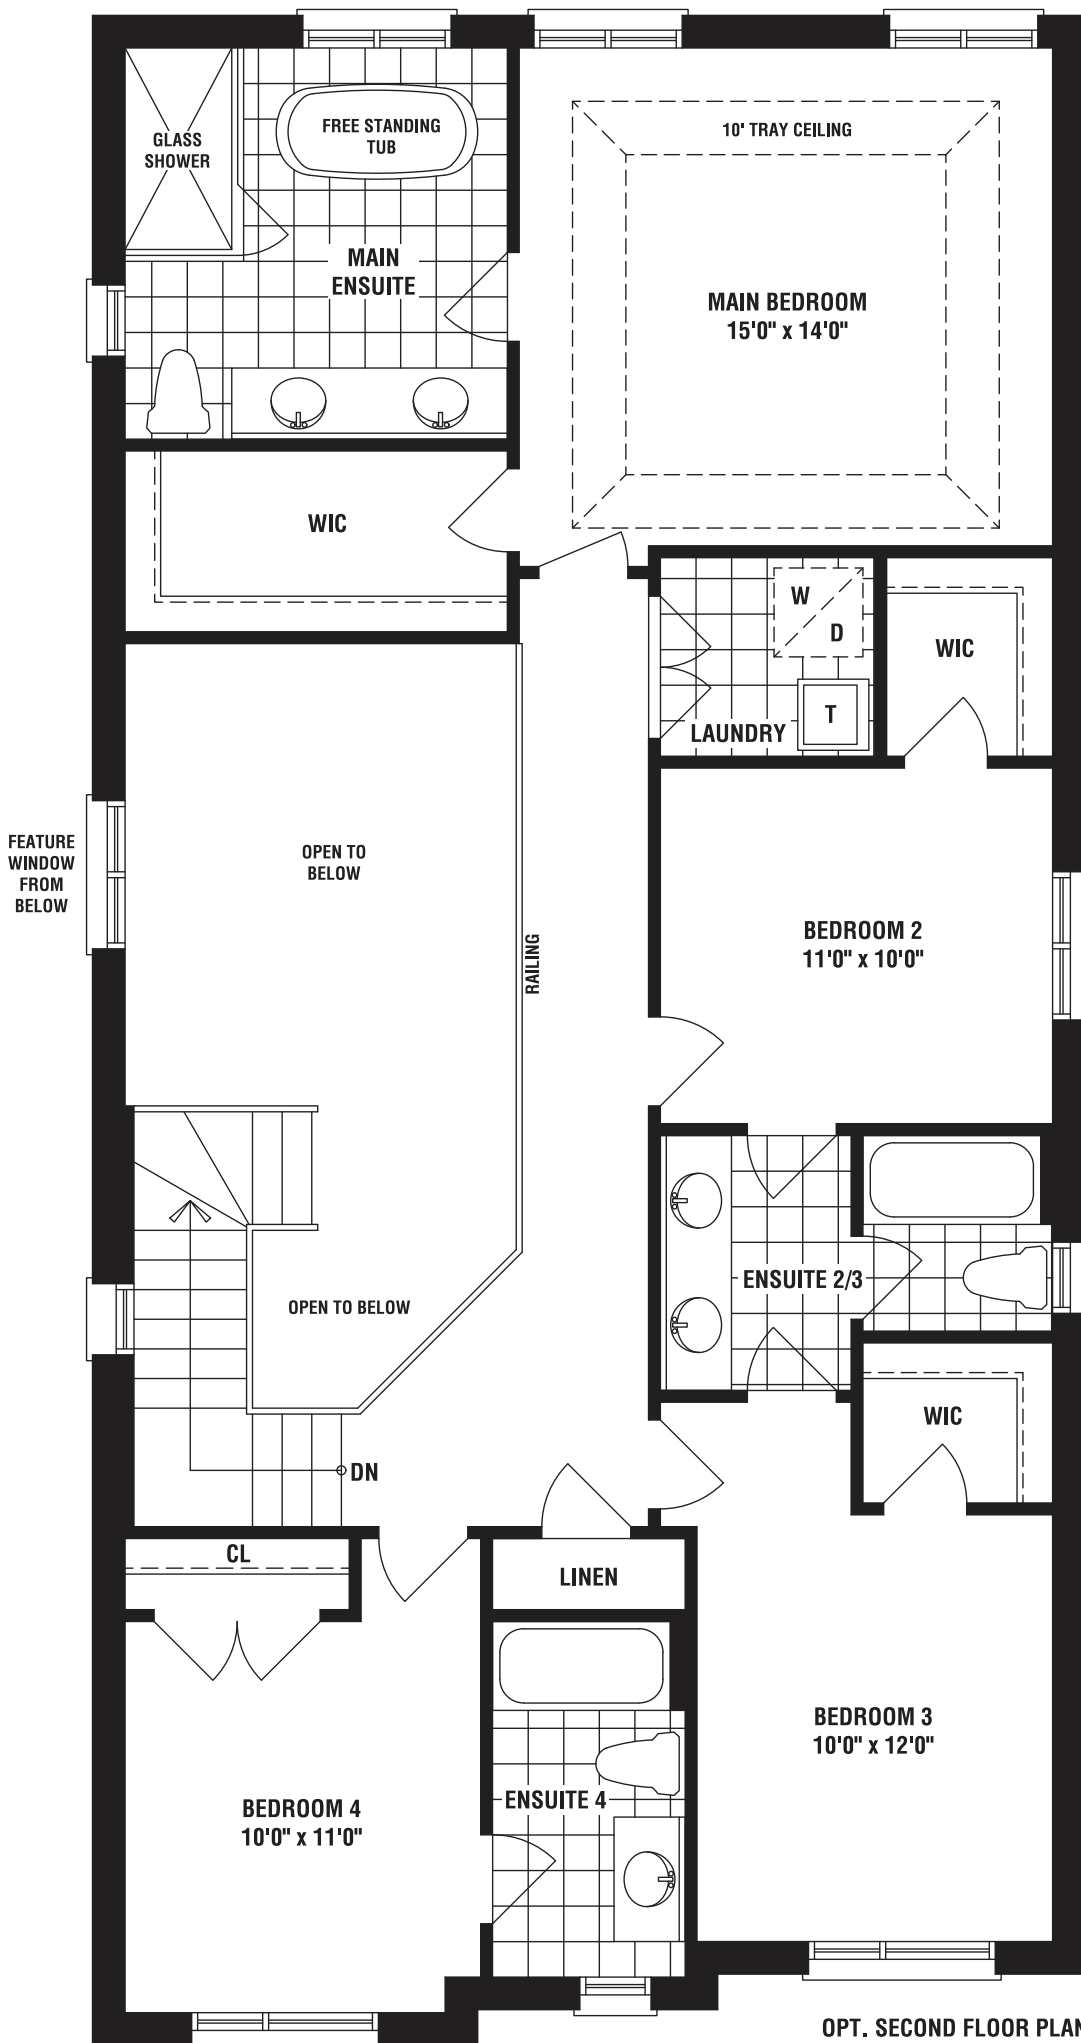 FREE STANDING
TUB
GLASS
SHOWER
10' TRAY CEILING
MAIN
ENSUITE
MAIN BEDROOM
15'0" x 14'0"
WIC
W
D
WIC
T
LAUNDRY
FEATURE
WINDOW
FROM
BELOW
OPEN TO
BELOW
RAILING
BEDROOM 2
11'0" x 10'0"
ENSUITE 2/3
OPEN TO BELOW
WIC
DN
CL
LINEN
BEDROOM 3
10'0" x 12'0"
ENSUITE 4
BEDROOM 4
10'0" x 11'0"
OPT. SECOND FLOOR PLAN